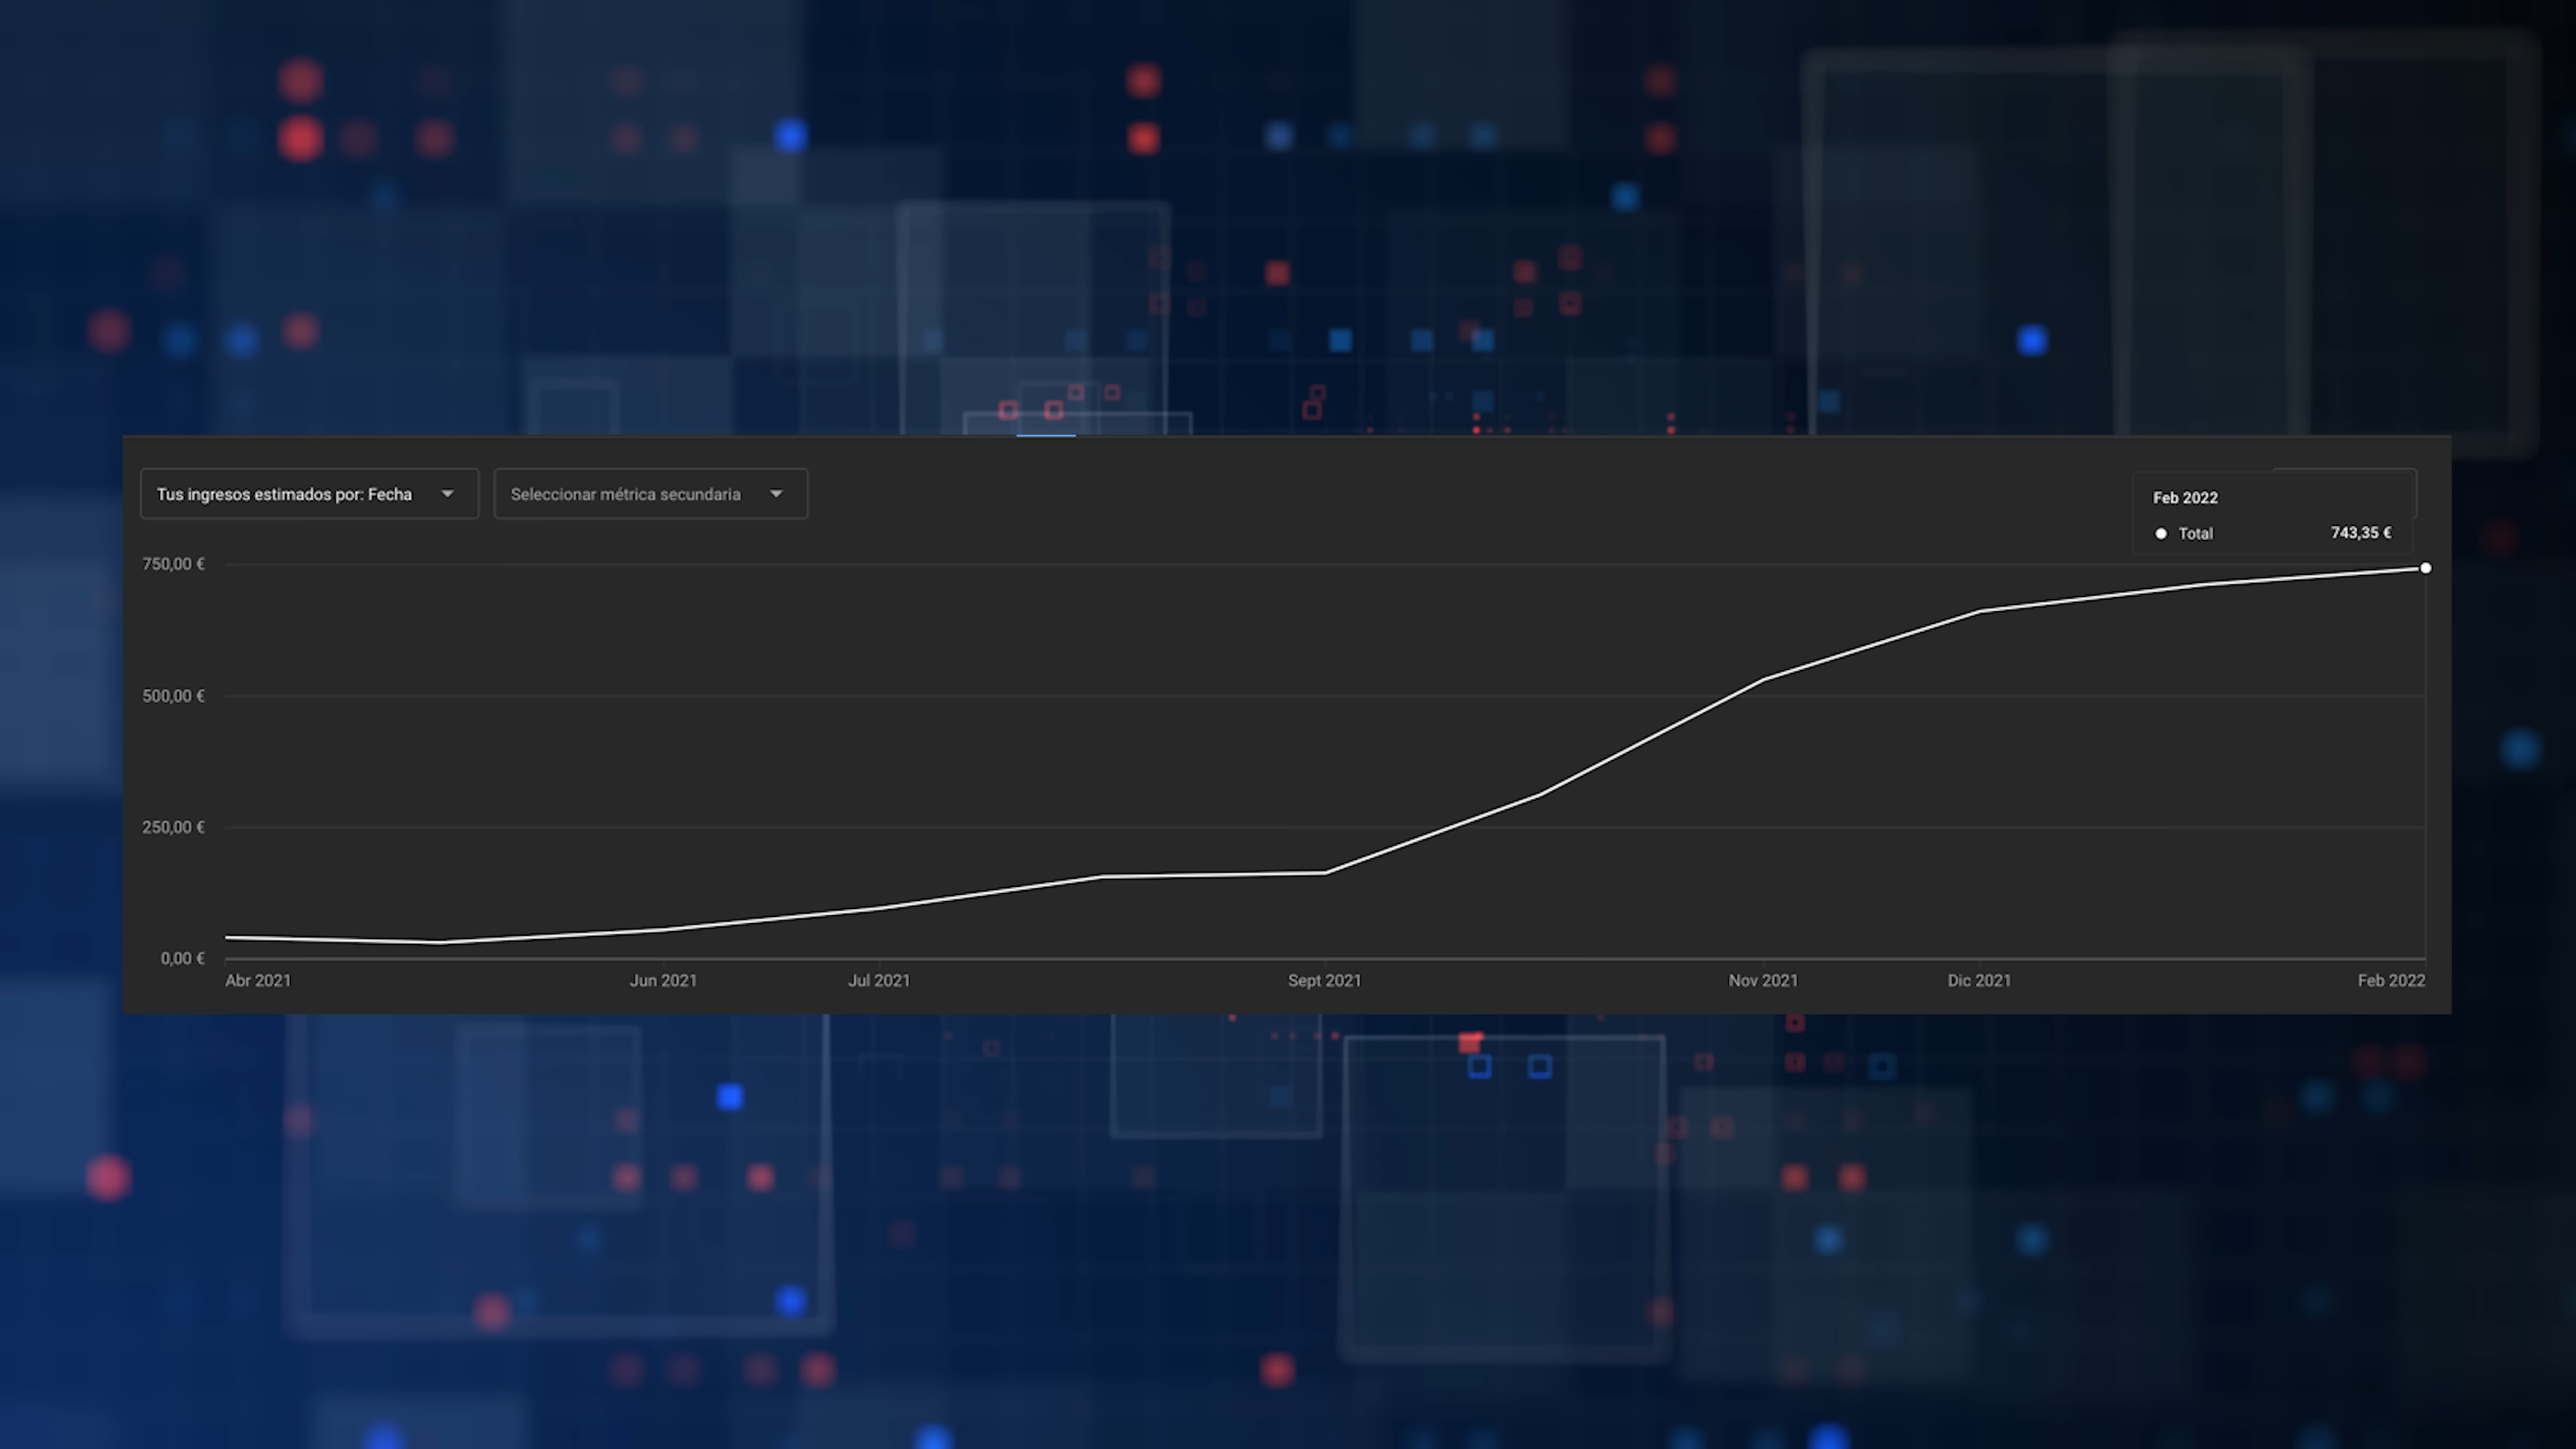 Tus ingresos estimados por: Fecha
Seleccionar métrica secundaria
Feb 2022
Total 743,35 €
750,00 €
500,00 €
250,00 €
0,00 €
Abr 2021 Jun 2021 Jul 2021 Sept 2021 Nov 2021 Dic 2021 Feb 2022